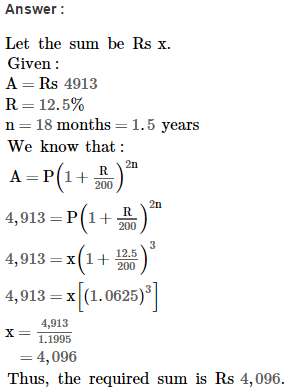 Answer :
Let the sum be Rs x.
Given :
A = Rs 4913
R = 12.5%
n = 18 months = 1.5 years
We know that :
A = P(1 + R/200)^2n
4,913 = P(1 + R/200)^2n
4,913 = x(1 + 12.5/200)^3
4,913 = x[(1.0625)^3]
x = 4,913/1.1995
= 4,096
Thus, the required sum is Rs 4,096.